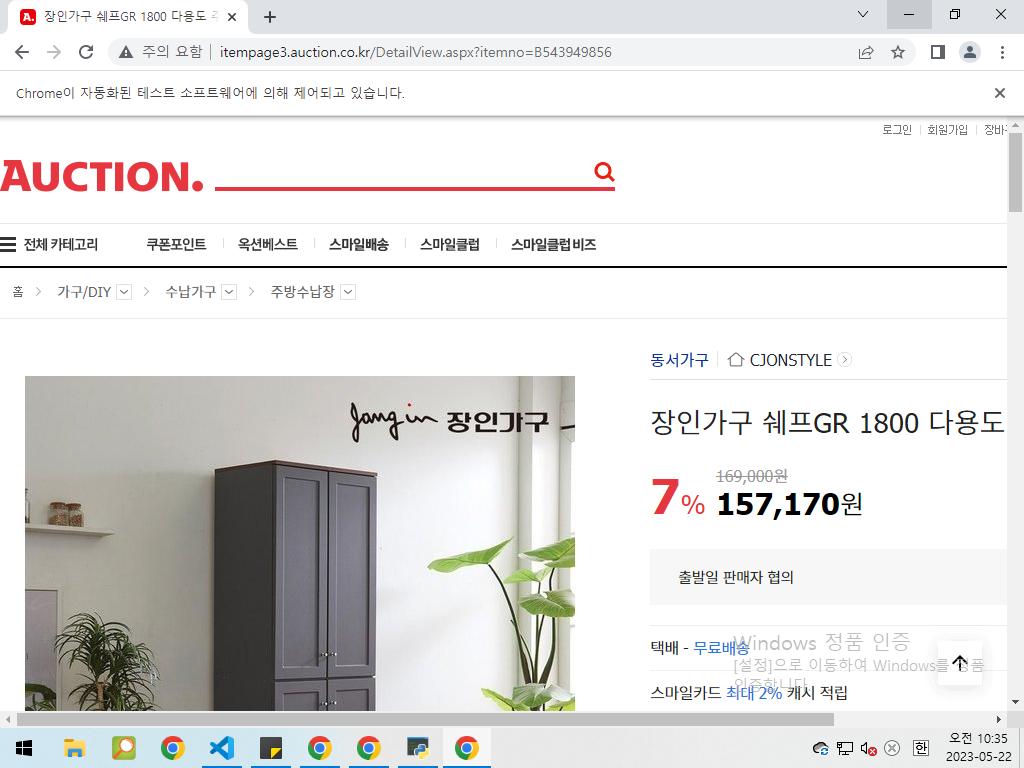 장인가구 쉐프GR 1800 다용도
주의 요함
itempage3.auction.co.kr/DetailView.aspx?itemno=B543949856
Chrome이 자동화된 테스트 소프트웨어에 의해 제어되고 있습니다.
로그인 회원가입 장바
AUCTION.
전체 카테고리 쿠폰포인트 옥션베스트 스마일배송 스마일클럽 스마일클럽 비즈
홈 가구/DIY 수납가구 주방수납장
동서가구 CJONSTYLE
Jangin 장인가구
장인가구 쉐프GR 1800 다용도
169,000원
7% 157,170원
출발일 판매자 협의
택배 - 무료배송
스마일카드 최대 2% 캐시 적립
Windows 정품 인증
[설정]으로 이동하여 Windows를 정품
인증합니다.
한
오전 10:35
2023-05-22